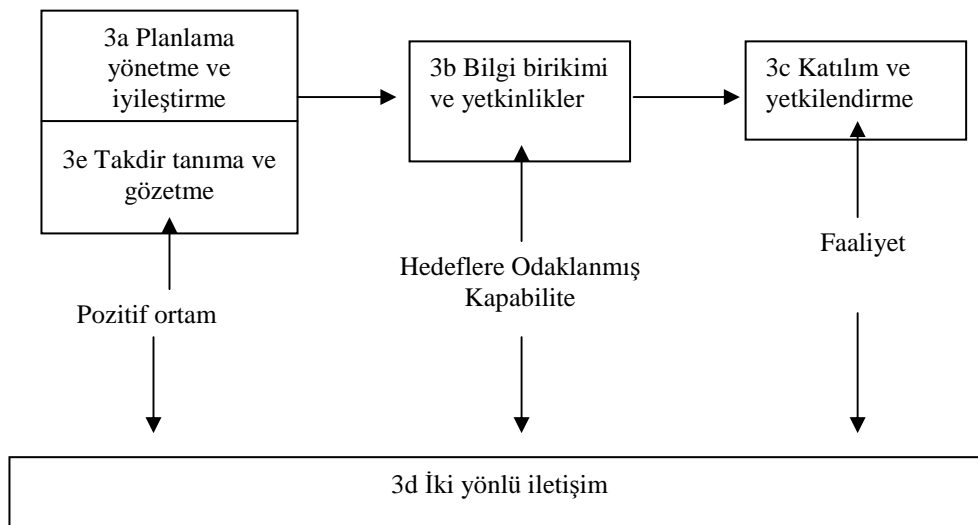 3a Planlama
yönetme ve
iyileştirme
3e Takdir tanıma ve
gözetme
3b Bilgi birikimi
ve yetkinlikler
3c Katılım ve
yetkilendirme
Pozitif ortam
Hedeflere Odaklanmış
Kapabilite
Faaliyet
3d İki yönlü iletişim